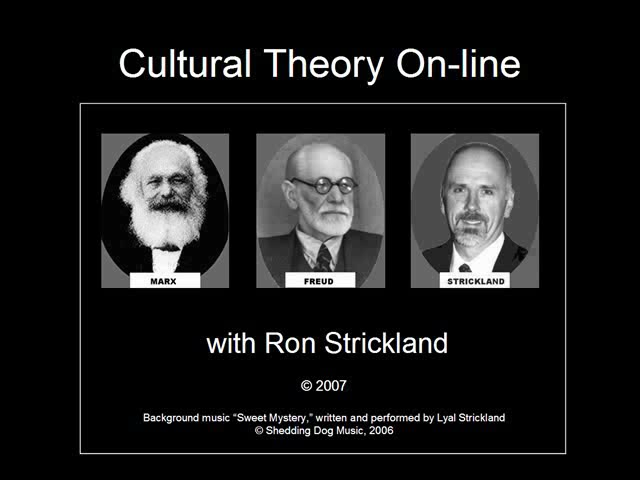 Cultural Theory On-line
MARX
FREUD
STRICKLAND
with Ron Strickland
© 2007
Background music “Sweet Mystery,” written and performed by Lyal Strickland
© Shedding Dog Music, 2006